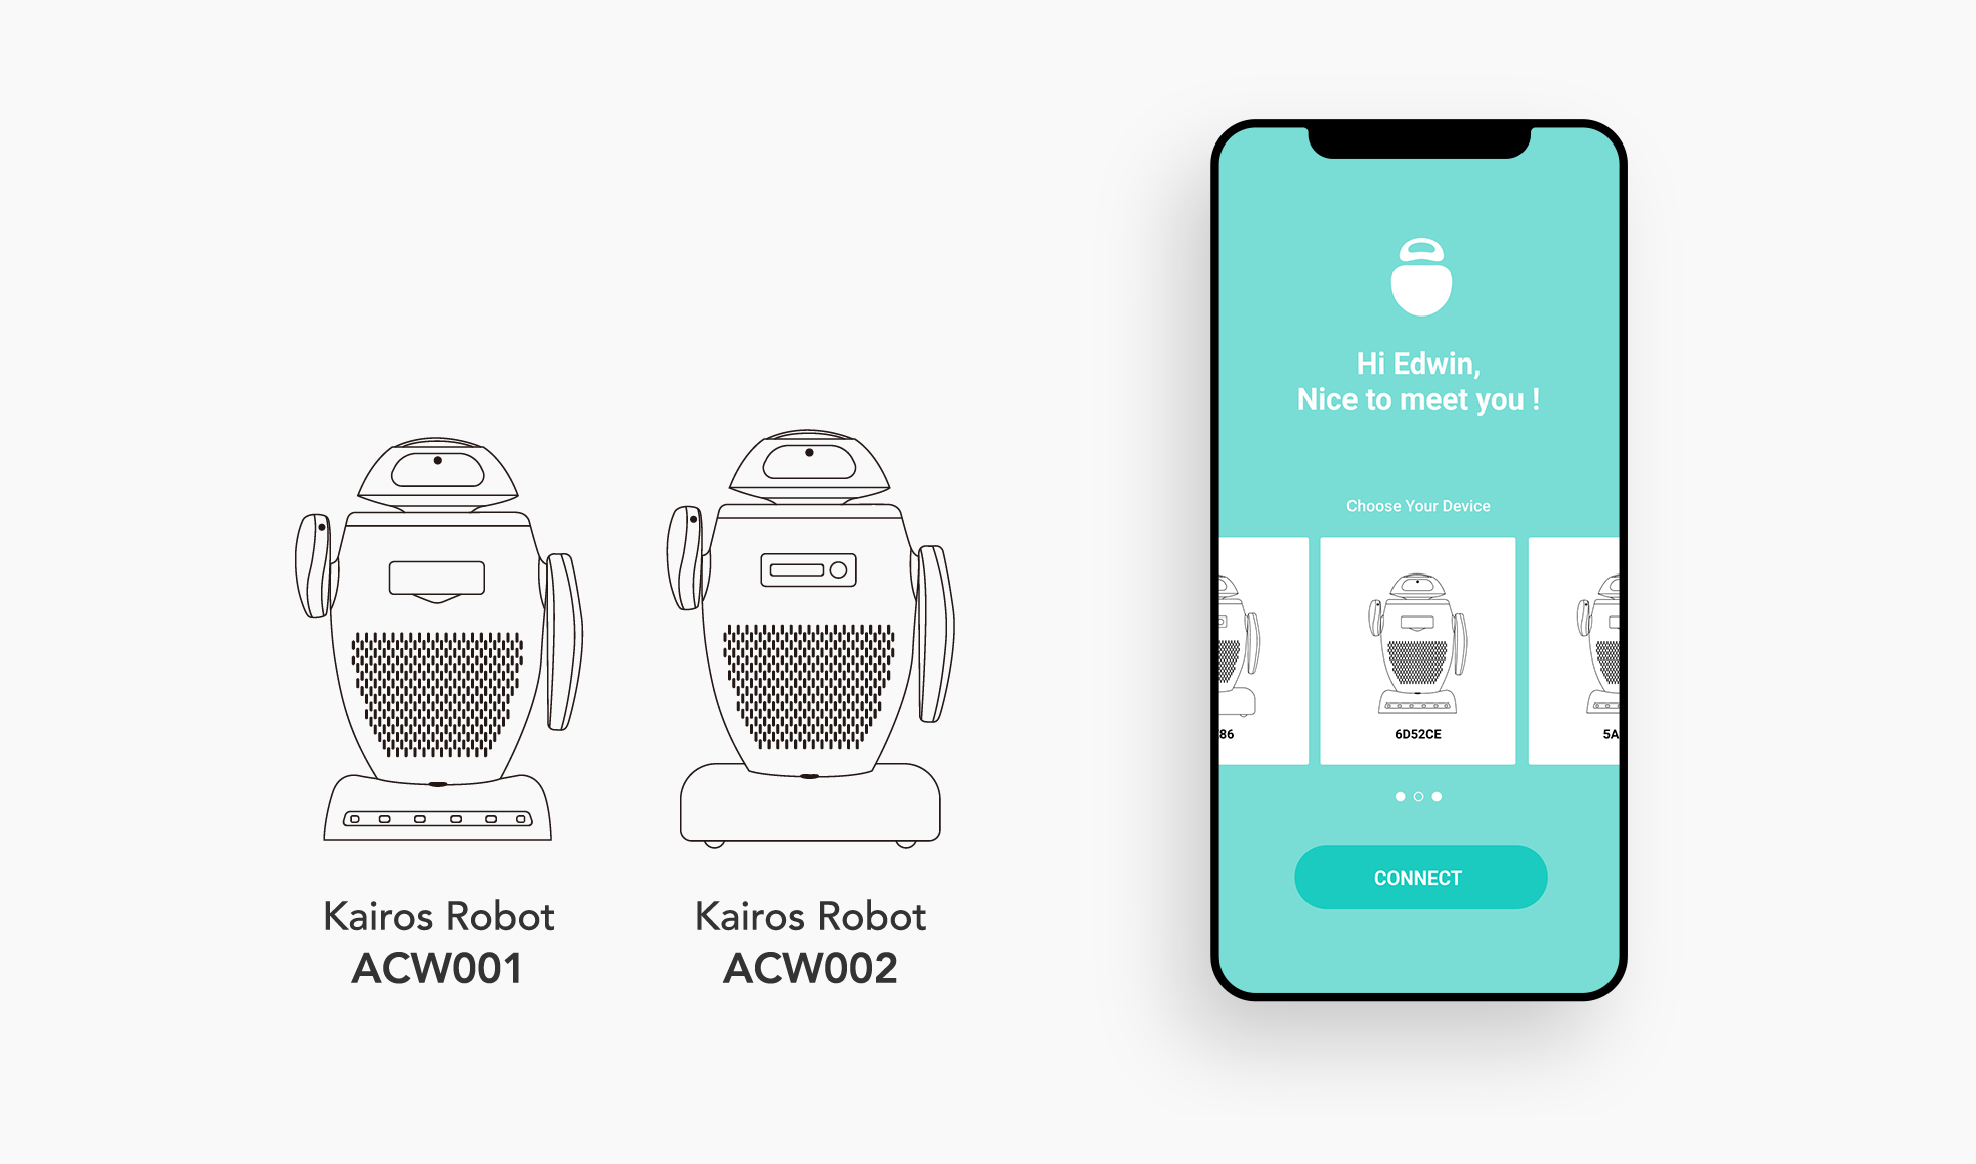 Kairos Robot
ACW001
Kairos Robot
ACW002
Hi Edwin,
Nice to meet you !
Choose Your Device
86
6D52CE
5A
CONNECT